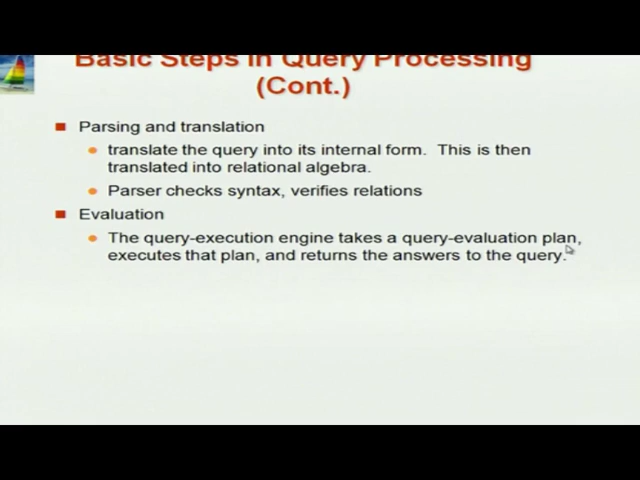 Basic Steps in Query Processing
(Cont.)
Parsing and translation
translate the query into its internal form.  This is then
translated into relational algebra.
Parser checks syntax, verifies relations
Evaluation
The query-execution engine takes a query-evaluation plan,
executes that plan, and returns the answers to the query.